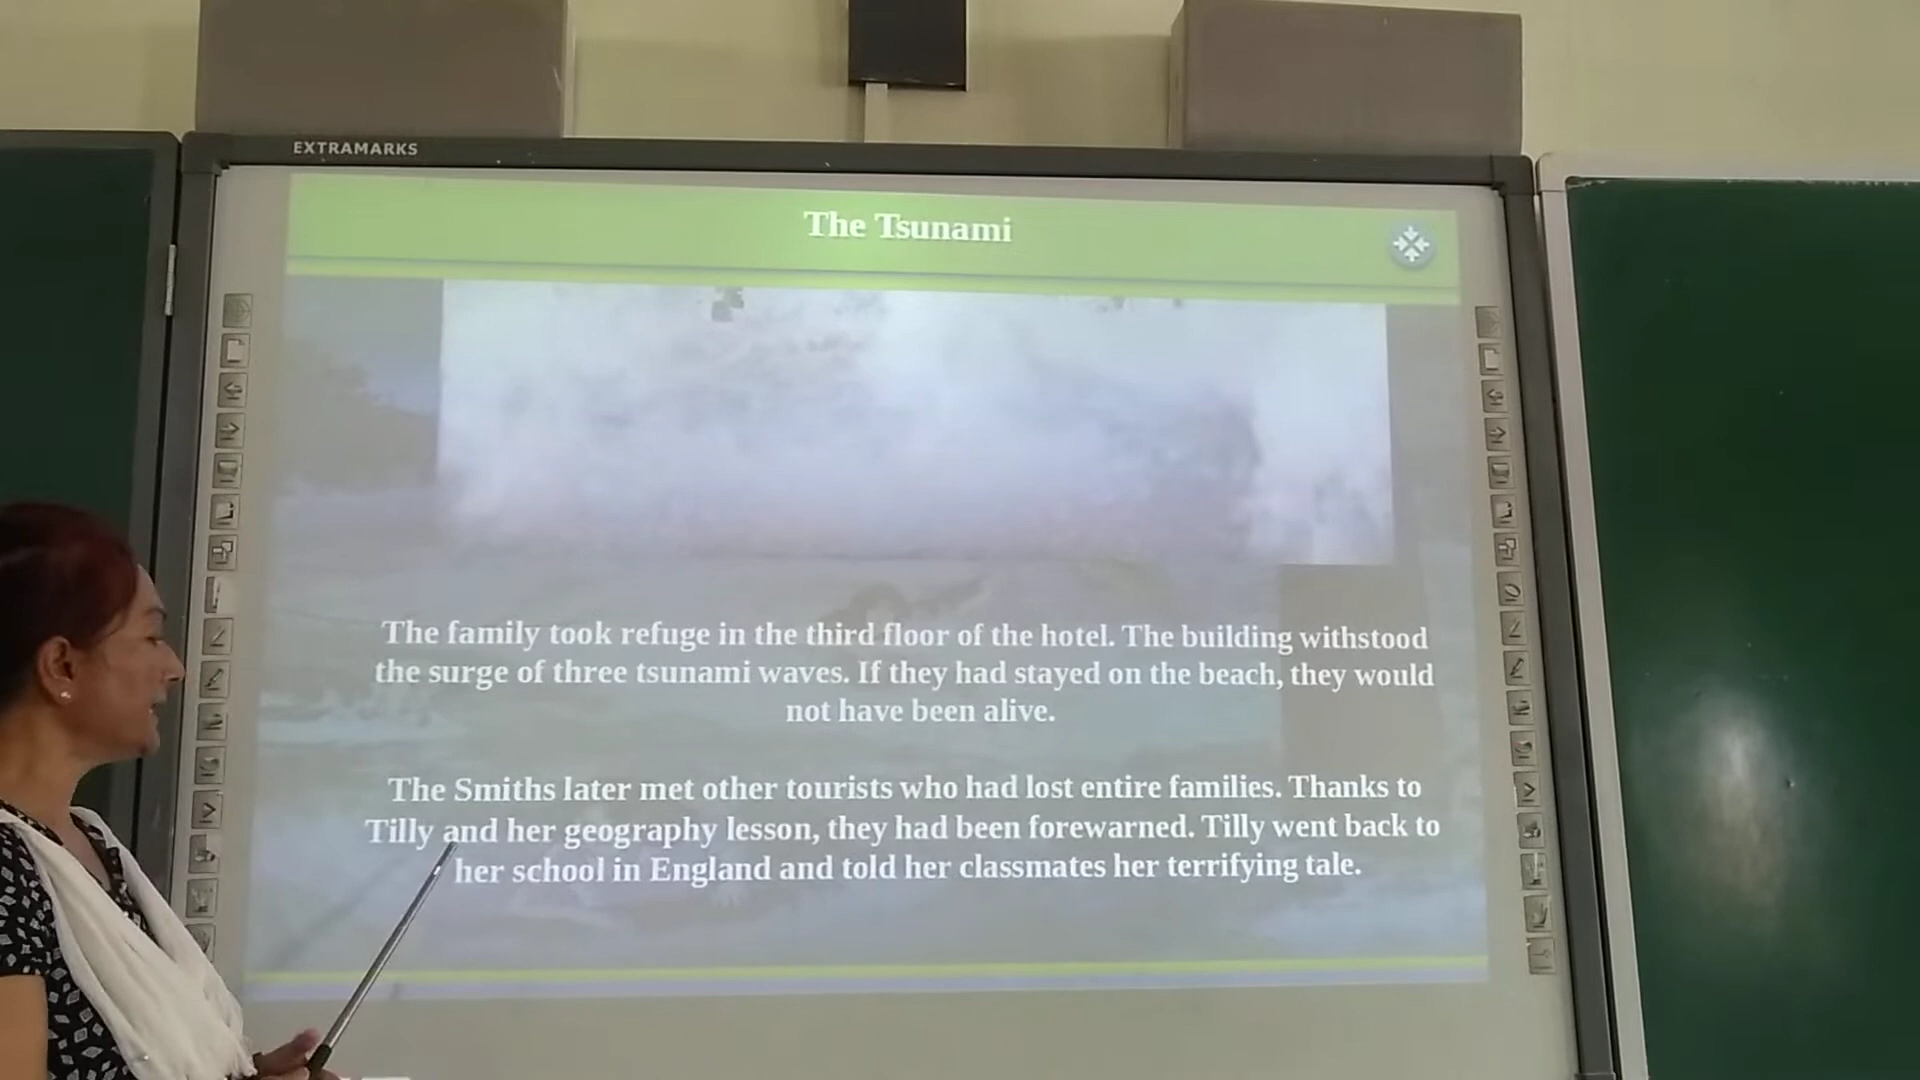 EXTRAMARKS
The Tsunami
The family took refuge in the third floor of the hotel. The building withstood
the surge of three tsunami waves. If they had stayed on the beach, they would
not have been alive.
The Smiths later met other tourists who had lost entire families. Thanks to
Tilly and her geography lesson, they had been forewarned. Tilly went back to
her school in England and told her classmates her terrifying tale.